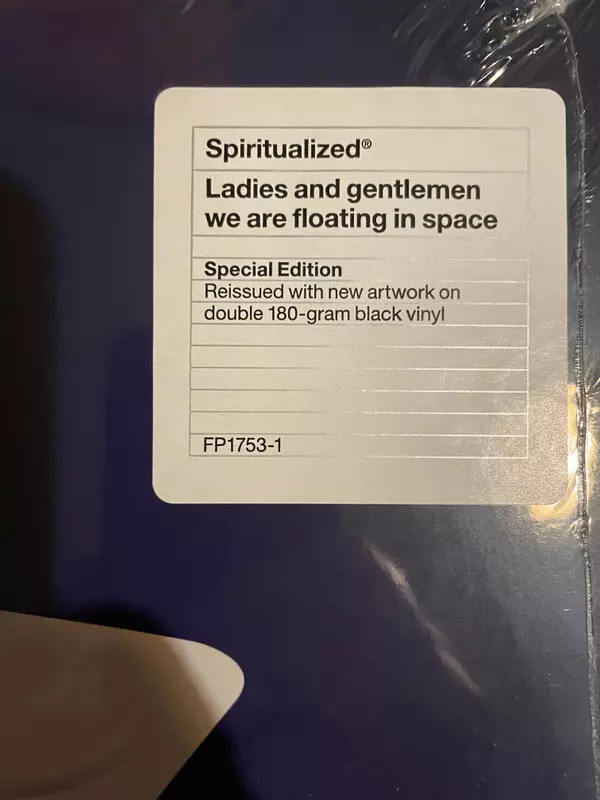 Spiritualized®
Ladies and gentlemen
we are floating in space
Special Edition
Reissued with new artwork on
double 180-gram black vinyl
FP1753-1